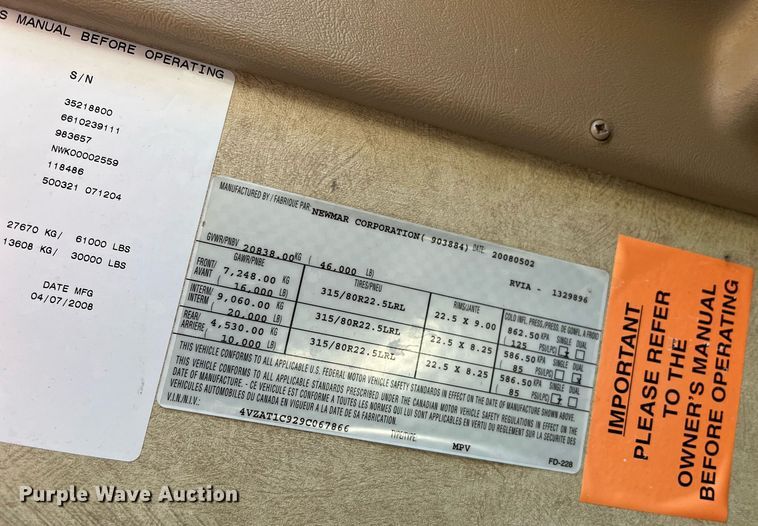 S MANUAL BEFORE OPERATING
S/N
35218800
6610239111
983657
NWK00002559
118486
500321 071204
27670 KG/ 61000 LBS
13608 KG/ 30000 LBS
DATE MFG
04/07/2008
MANUFACTURED BY / FABRIQUE PAR: NEWMAR CORPORATION( 903884) DATE: 20080502
GVWR/PNBV 20838.00KG ( 46,000 LB) RVIA - 1329896
GAWR/PNBE TIRES/PNEU RIMS/JANTE COLD INFL. PRESS./PRESS. DE GONFL. A FROID
FRONT/ AVANT 7,248.00 KG ( 16,000 LB) 315/80R22.5LRL 22.5 X 9.00 862.50 KPA SINGLE DUAL ( 125 PSI/LPC)
INTERM/ INTERM 9,060.00 KG ( 20,000 LB) 315/80R22.5LRL 22.5 X 8.25 586.50 KPA SINGLE DUAL ( 85 PSI/LPC)
REAR/ ARRIERE 4,530.00 KG ( 10,000 LB) 315/80R22.5LRL 22.5 X 8.25 586.50 KPA SINGLE DUAL ( 85 PSI/LPC)
THIS VEHICLE CONFORMS TO ALL APPLICABLE U.S. FEDERAL MOTOR VEHICLE SAFETY STANDARDS IN EFFECT ON THE DATE OF MANUFACTURE SHOWN ABOVE.
THIS VEHICLE CONFORMS TO ALL APPLICABLE STANDARDS PRESCRIBED UNDER THE CANADIAN MOTOR VEHICLE SAFETY REGULATIONS IN EFFECT ON THE
DATE OF MANUFACTURE. - CE VEHICULE EST CONFORME A TOUTES LES NORMES QUI LUI SONT APPLICABLES EN VERTU DU REGLEMENT SUR LA SECURITE DES
VEHICULES AUTOMOBILES DU CANADA EN VIGUEUR A LA DATE DE SA FABRICATION.
V.I.N./N.I.V.: 4VZAT1C929C067866 TYPE/TYPE: MPV
FD-228
IMPORTANT
PLEASE REFER
TO THE
OWNER'S MANUAL
BEFORE OPERATING
Purple Wave Auction